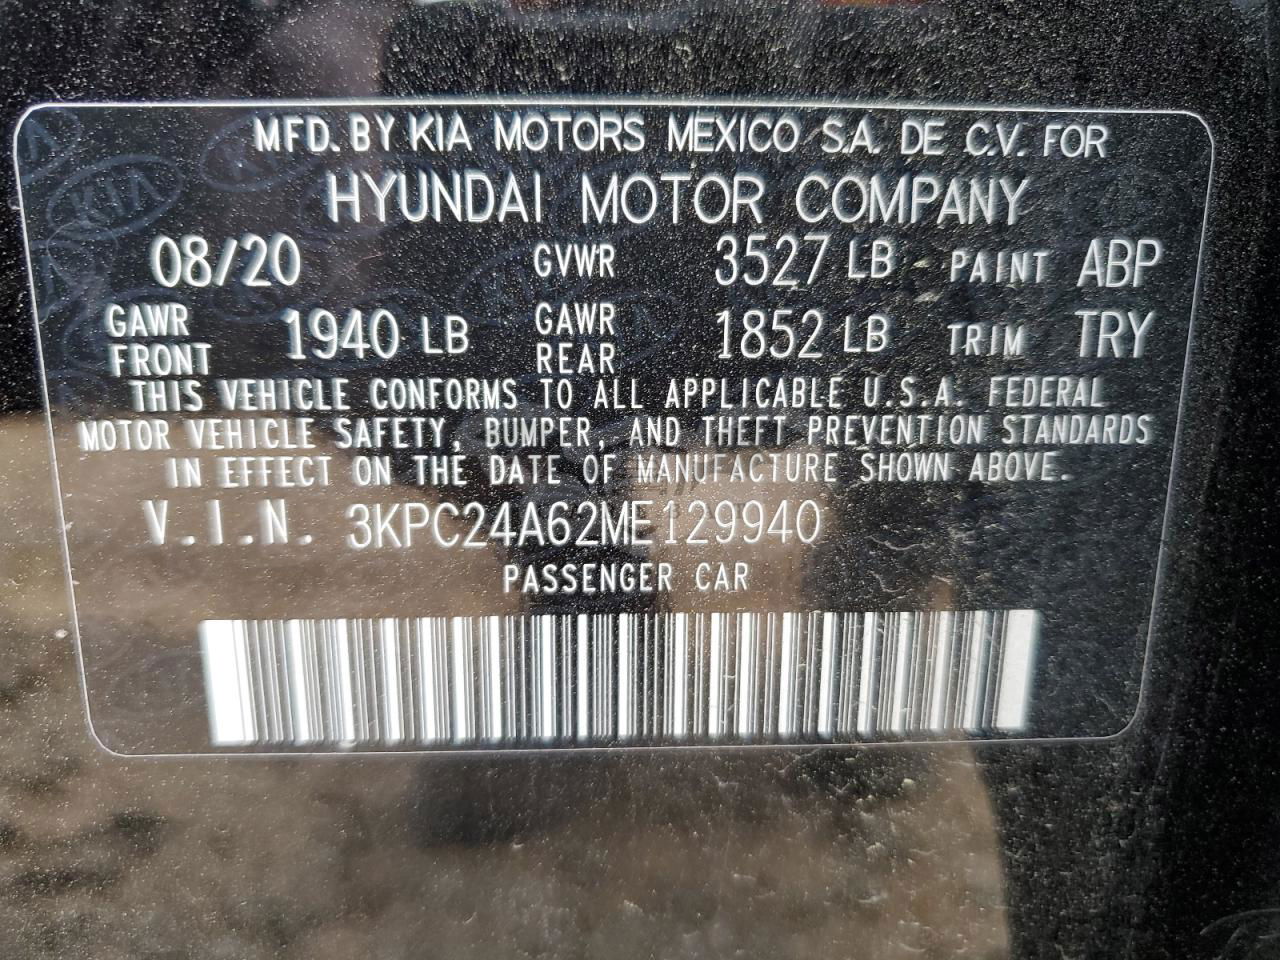 MFD. BY KIA MOTORS MEXICO S.A. DE C.V. FOR
HYUNDAI MOTOR COMPANY
08/20 GVWR 3527 LB PAINT ABP
GAWR FRONT 1940 LB GAWR REAR 1852 LB TRIM TRY
THIS VEHICLE CONFORMS TO ALL APPLICABLE U.S.A. FEDERAL
MOTOR VEHICLE SAFETY, BUMPER, AND THEFT PREVENTION STANDARDS
IN EFFECT ON THE DATE OF MANUFACTURE SHOWN ABOVE.
V.I.N. 3KPC24A62ME129940
PASSENGER CAR